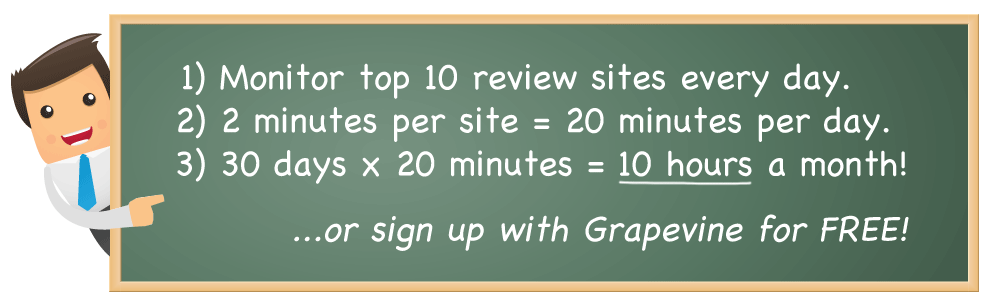 1) Monitor top 10 review sites every day.
2) 2 minutes per site = 20 minutes per day.
3) 30 days x 20 minutes = 10 hours a month!
...or sign up with Grapevine for FREE!